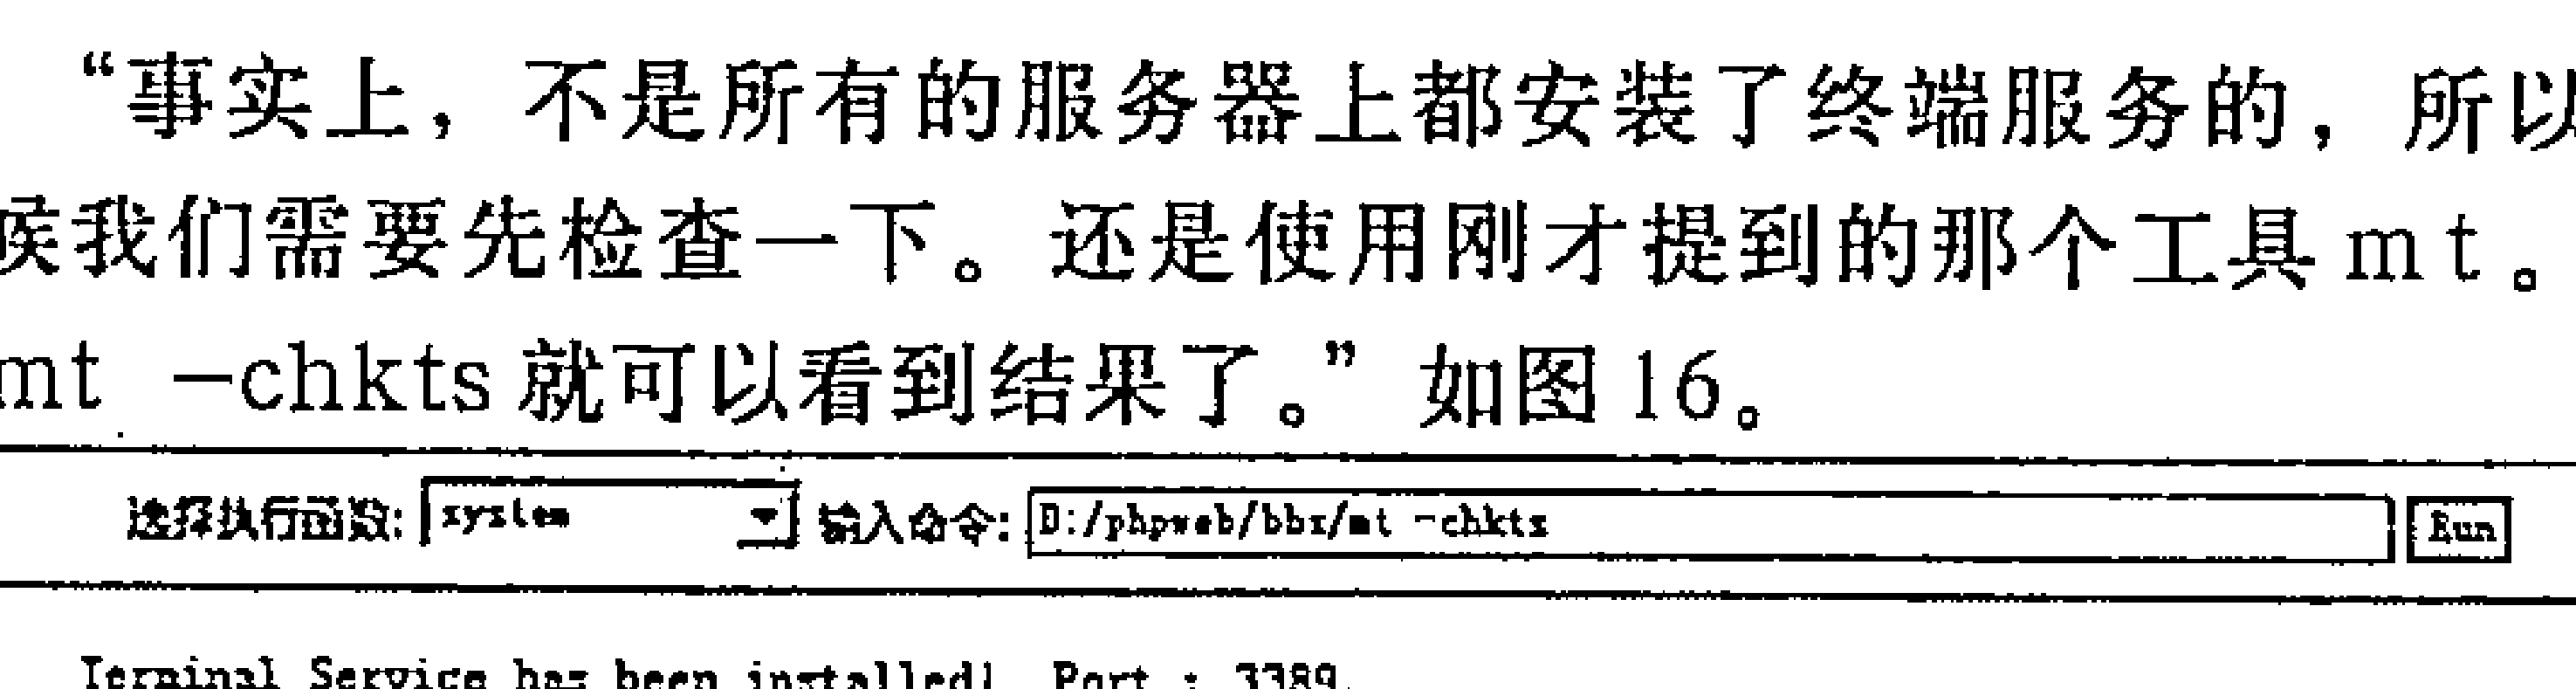 “事实上，不是所有的服务器上都安装了终端服务的，所以
候我们需要先检查一下。还是使用刚才提到的那个工具mt。
mt －chkts就可以看到结果了。”如图16。
选择执行函数: system 输入命令: D:/phpweb/bbs/mt -chkts Run
Terminal Service has been installed! Port : 3389.